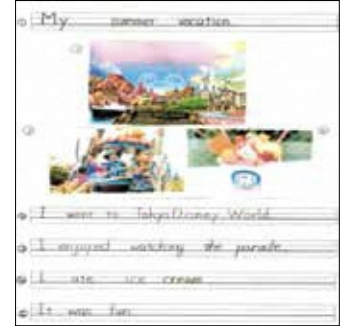 My summer vacation
I went to Tokyo Disney World.
I enjoyed watching the parade.
I ate ice cream.
It was fun.